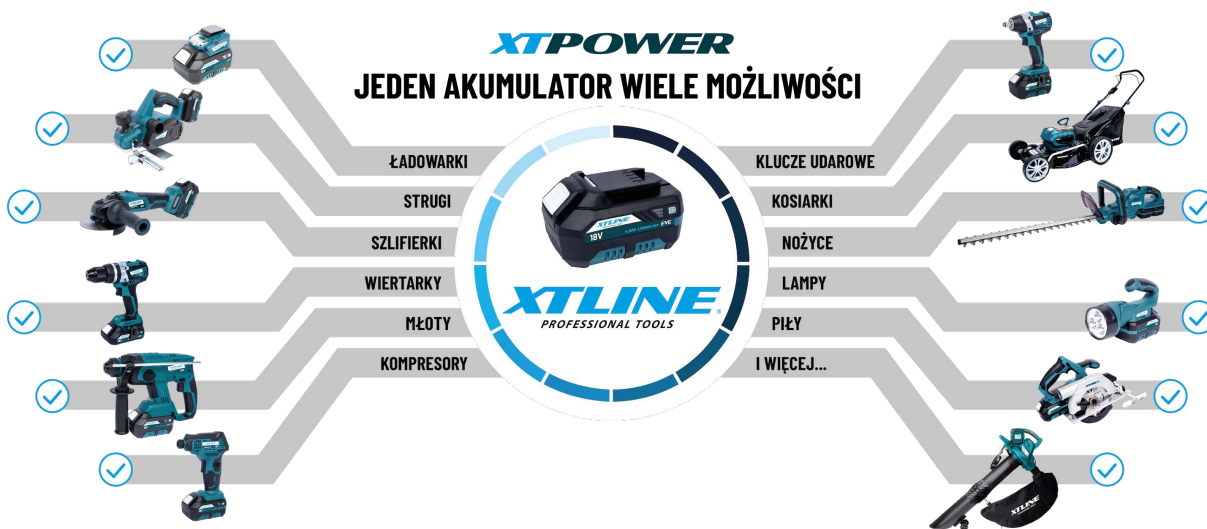 XTPOWER
JEDEN AKUMULATOR WIELE MOŻLIWOŚCI
ŁADOWARKI
STRUGI
SZLIFIERKI
WIERTARKY
MŁOTY
KOMPRESORY
KLUCZE UDAROWE
KOSIARKI
NOŻYCE
LAMPY
PIŁY
I WIĘCEJ...
XTLINE
18V
XTLINE®
PROFESSIONAL TOOLS
XTLINE